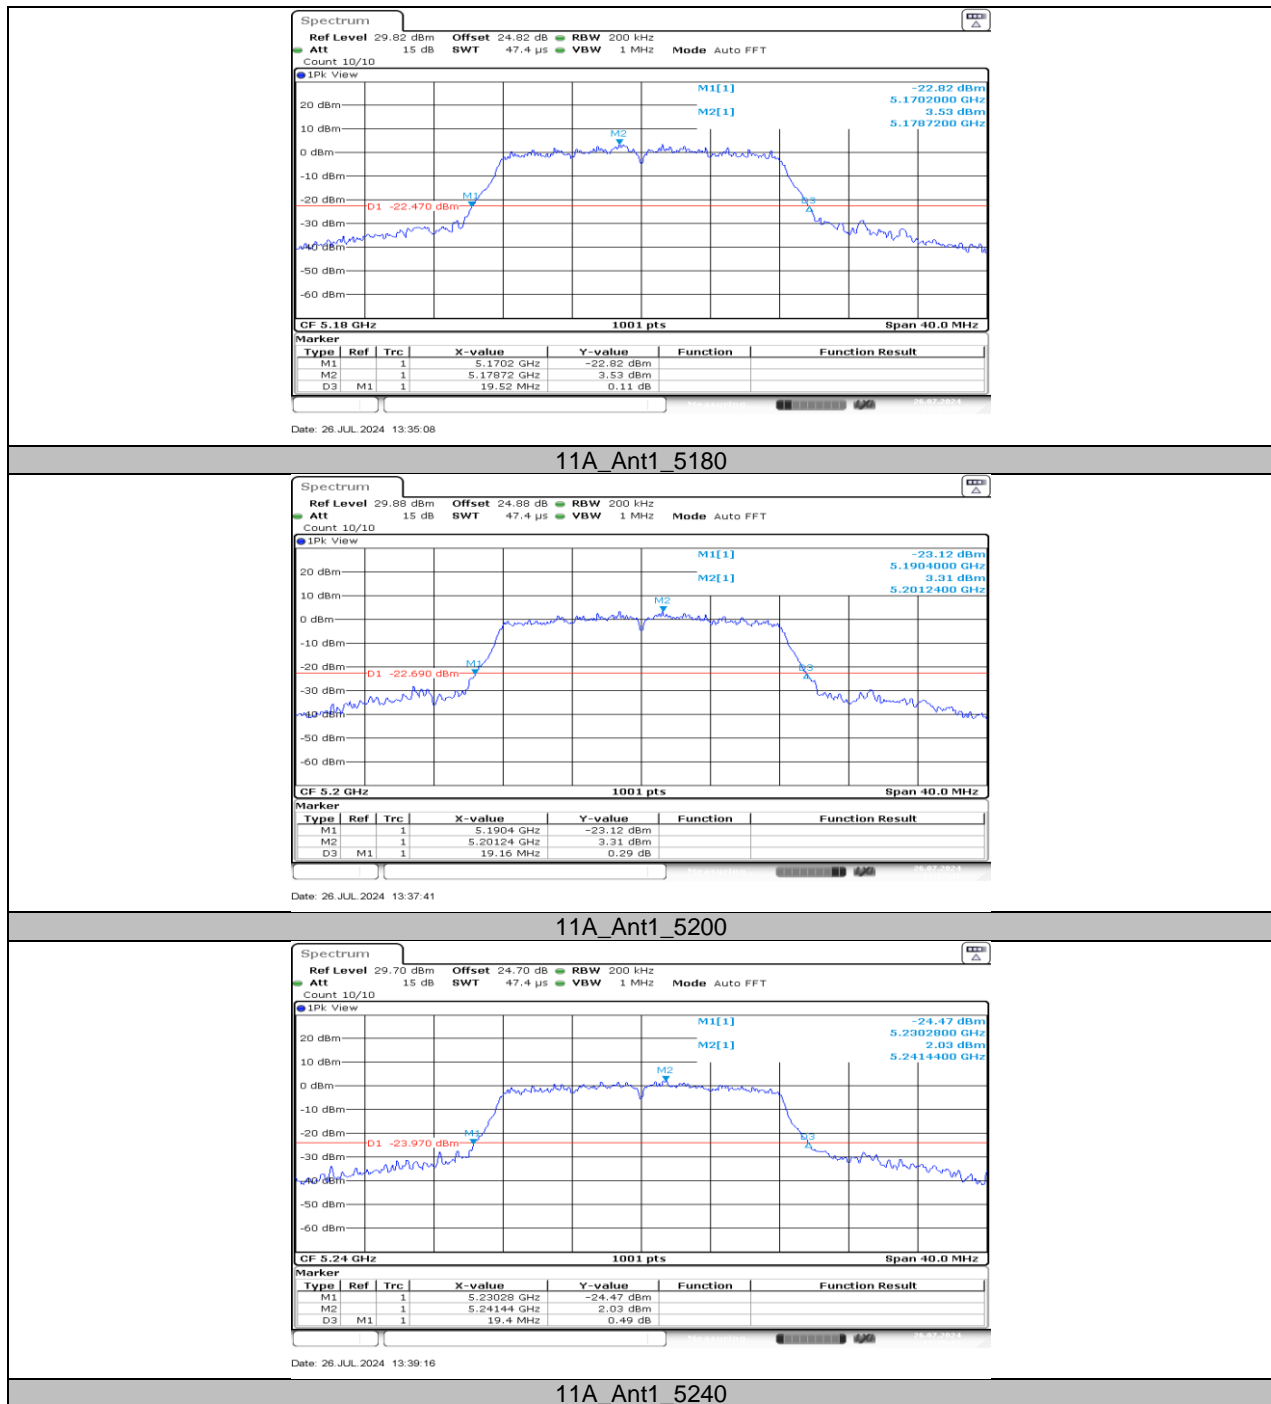 Spectrum
Ref Level 29.82 dBm Offset 24.82 dB RBW 200 kHz
Att 15 dB SWT 47.4 µs VBW 1 MHz Mode Auto FFT
Count 10/10
1Pk View
M1[1] -22.82 dBm
5.1702000 GHz
20 dBm
M2[1] 3.53 dBm
5.1787200 GHz
10 dBm
M2
0 dBm
-10 dBm
M1
-20 dBm
D3
D1 -22.470 dBm
-30 dBm
-40 dBm
-50 dBm
-60 dBm
CF 5.18 GHz 1001 pts Span 40.0 MHz
Marker
Type Ref Trc X-value Y-value Function Function Result
M1 1 5.1702 GHz -22.82 dBm
M2 1 5.17872 GHz 3.53 dBm
D3 M1 1 19.52 MHz 0.11 dB
Date: 26.JUL.2024 13:35:08
11A_Ant1_5180
Spectrum
Ref Level 29.88 dBm Offset 24.88 dB RBW 200 kHz
Att 15 dB SWT 47.4 µs VBW 1 MHz Mode Auto FFT
Count 10/10
1Pk View
M1[1] -23.12 dBm
5.1904000 GHz
20 dBm
M2[1] 3.31 dBm
5.2012400 GHz
10 dBm
M2
0 dBm
-10 dBm
M1
-20 dBm
D3
D1 -22.690 dBm
-30 dBm
-40 dBm
-50 dBm
-60 dBm
CF 5.2 GHz 1001 pts Span 40.0 MHz
Marker
Type Ref Trc X-value Y-value Function Function Result
M1 1 5.1904 GHz -23.12 dBm
M2 1 5.20124 GHz 3.31 dBm
D3 M1 1 19.16 MHz 0.29 dB
Date: 26.JUL.2024 13:37:41
11A_Ant1_5200
Spectrum
Ref Level 29.70 dBm Offset 24.70 dB RBW 200 kHz
Att 15 dB SWT 47.4 µs VBW 1 MHz Mode Auto FFT
Count 10/10
1Pk View
M1[1] -24.47 dBm
5.2302800 GHz
20 dBm
M2[1] 2.03 dBm
5.2414400 GHz
10 dBm
M2
0 dBm
-10 dBm
-20 dBm
M1
D3
D1 -23.970 dBm
-30 dBm
-40 dBm
-50 dBm
-60 dBm
CF 5.24 GHz 1001 pts Span 40.0 MHz
Marker
Type Ref Trc X-value Y-value Function Function Result
M1 1 5.23028 GHz -24.47 dBm
M2 1 5.24144 GHz 2.03 dBm
D3 M1 1 19.4 MHz 0.49 dB
Date: 26.JUL.2024 13:39:16
11A_Ant1_5240